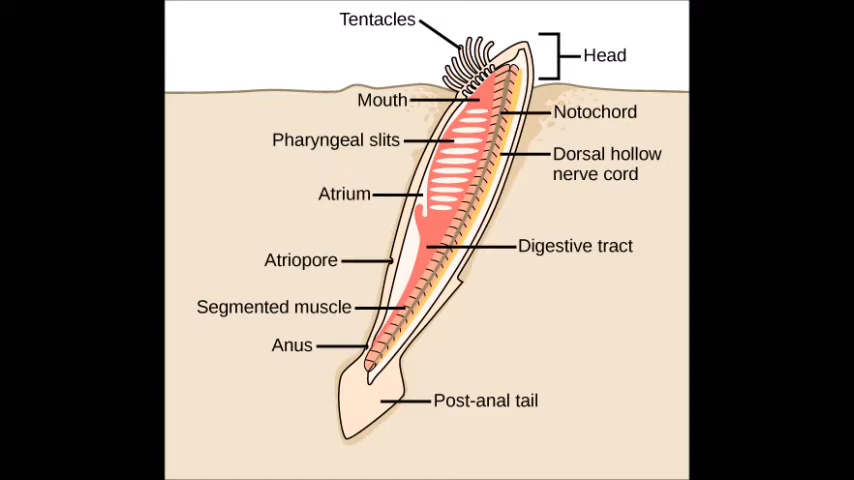 Tentacles
Head
Mouth
Notochord
Pharyngeal slits
Dorsal hollow
nerve cord
Atrium
Digestive tract
Atriopore
Segmented muscle
Anus
Post-anal tail